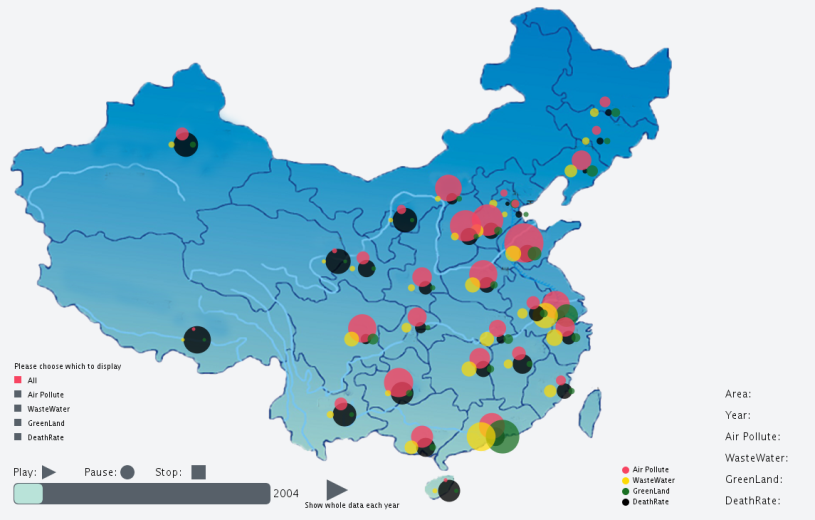 Please choose which to display
All
Air Pollute
WasteWater
GreenLand
DeathRate
Play:
Pause:
Stop:
2004
Show whole data each year
Air Pollute
WasteWater
GreenLand
DeathRate
Area:
Year:
Air Pollute:
WasteWater:
GreenLand:
DeathRate: